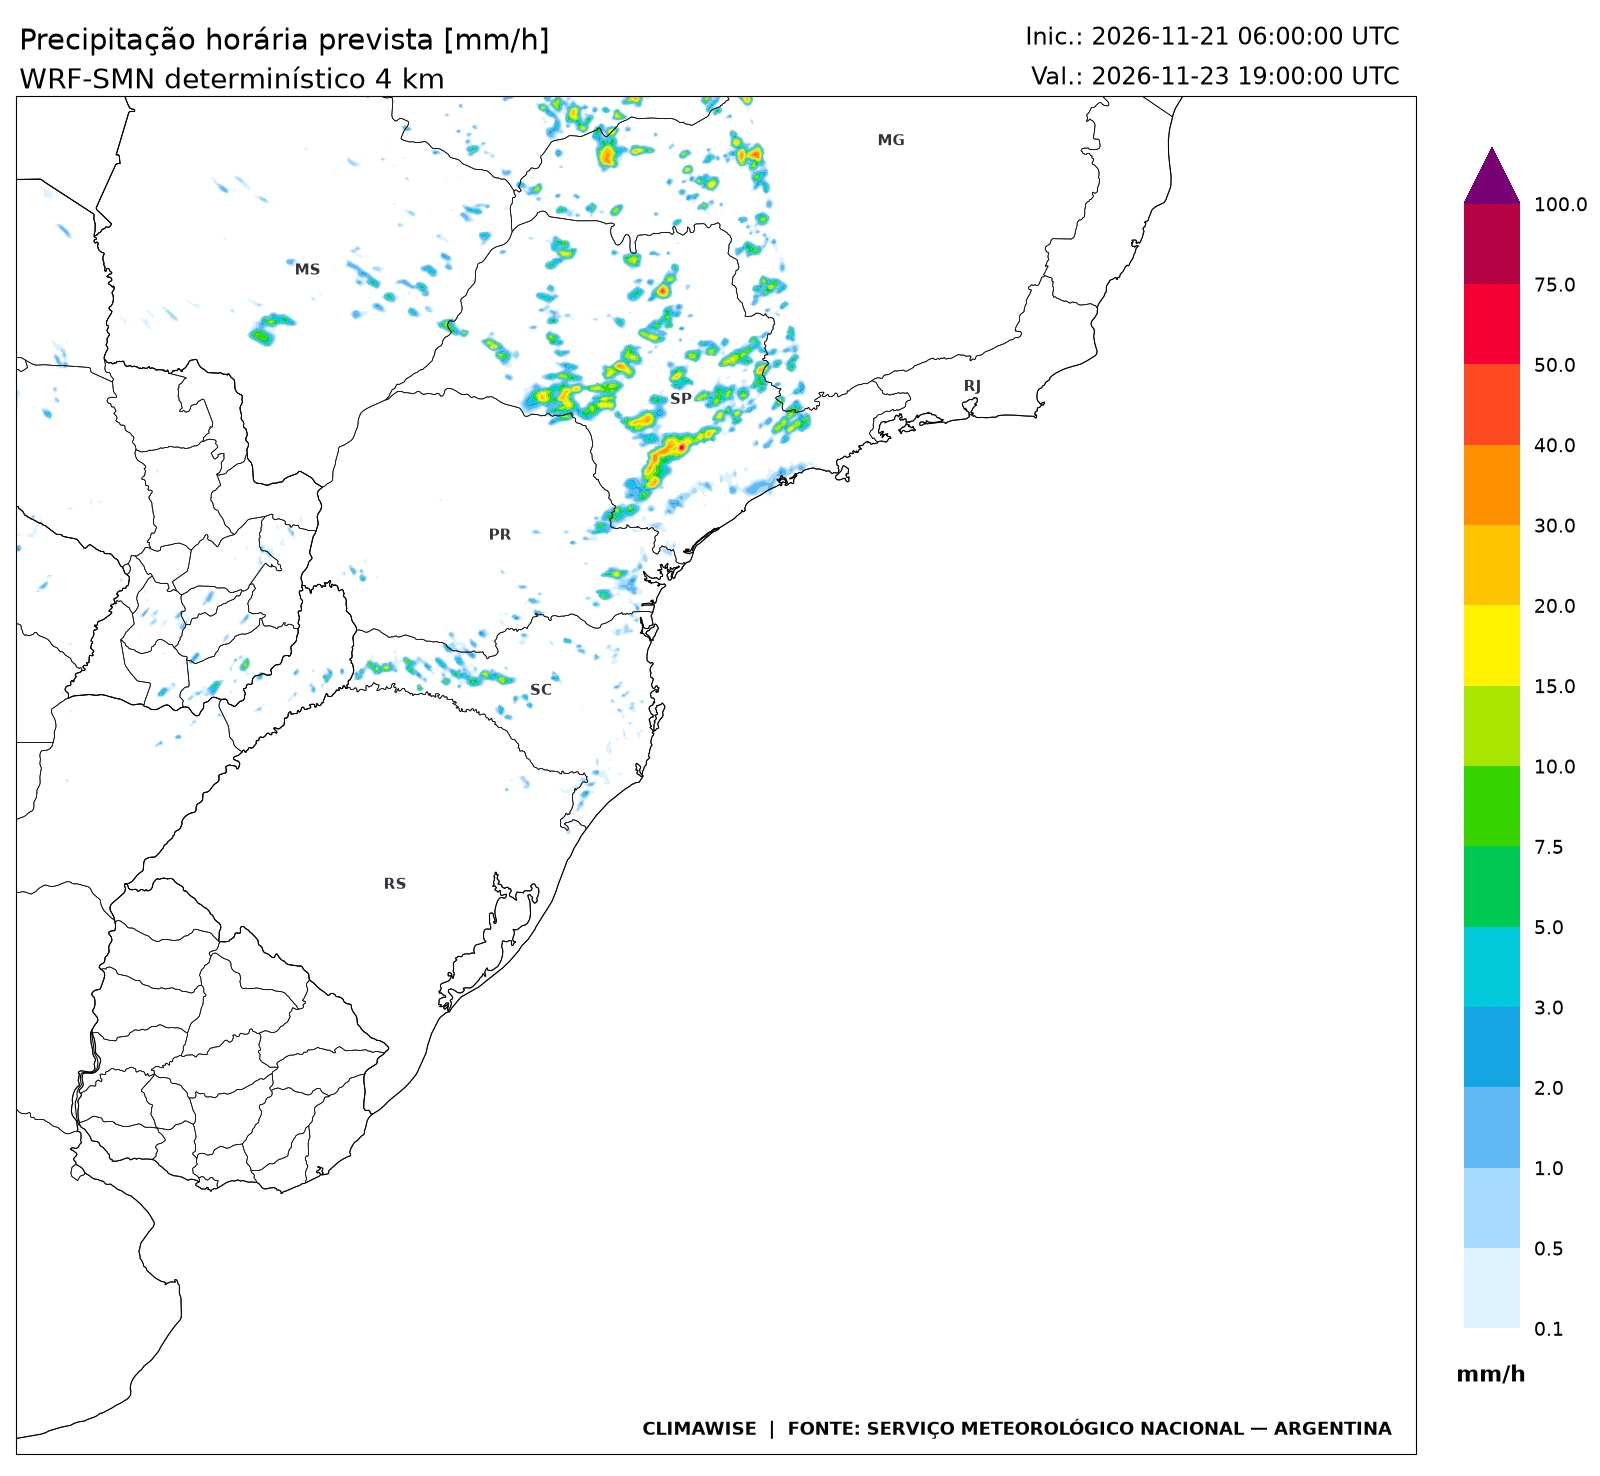 Precipitação horária prevista [mm/h]
WRF-SMN determinístico 4 km
Inic.: 2026-11-21 06:00:00 UTC
Val.: 2026-11-23 19:00:00 UTC
MG
MS
RJ
SP
PR
SC
RS
100.0
75.0
50.0
40.0
30.0
20.0
15.0
10.0
7.5
5.0
3.0
2.0
1.0
0.5
0.1
mm/h
CLIMAWISE | FONTE: SERVIÇO METEOROLÓGICO NACIONAL — ARGENTINA